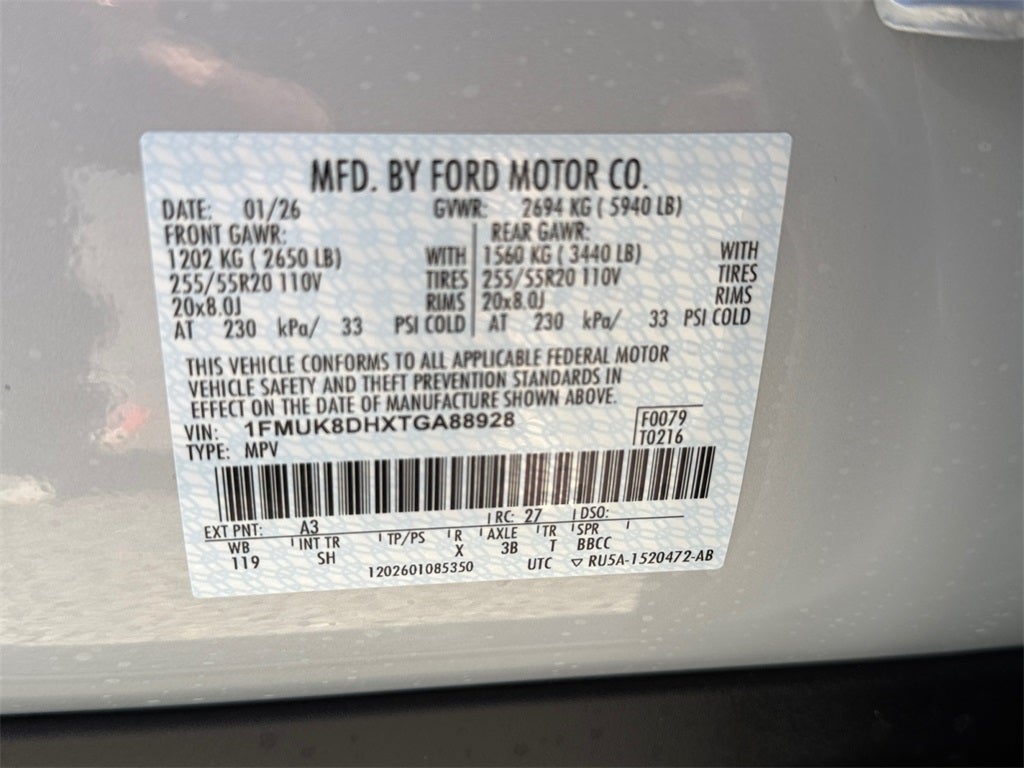 MFD. BY FORD MOTOR CO.
DATE: 01/26 GVWR: 2694 KG ( 5940 LB)
FRONT GAWR: REAR GAWR:
1202 KG ( 2650 LB) WITH 1560 KG ( 3440 LB) WITH
255/55R20 110V TIRES 255/55R20 110V TIRES
20x8.0J RIMS 20x8.0J RIMS
AT 230 kPa/ 33 PSI COLD AT 230 kPa/ 33 PSI COLD
THIS VEHICLE CONFORMS TO ALL APPLICABLE FEDERAL MOTOR
VEHICLE SAFETY AND THEFT PREVENTION STANDARDS IN
EFFECT ON THE DATE OF MANUFACTURE SHOWN ABOVE.
VIN: 1FMUK8DHXTGA88928 F0079
TYPE: MPV T0216
EXT PNT: A3 RC: 27 DSO:
WB INT TR TP/PS R AXLE TR SPR
119 SH X 3B T BBCC
1202601085350 UTC ▽ RU5A-1520472-AB